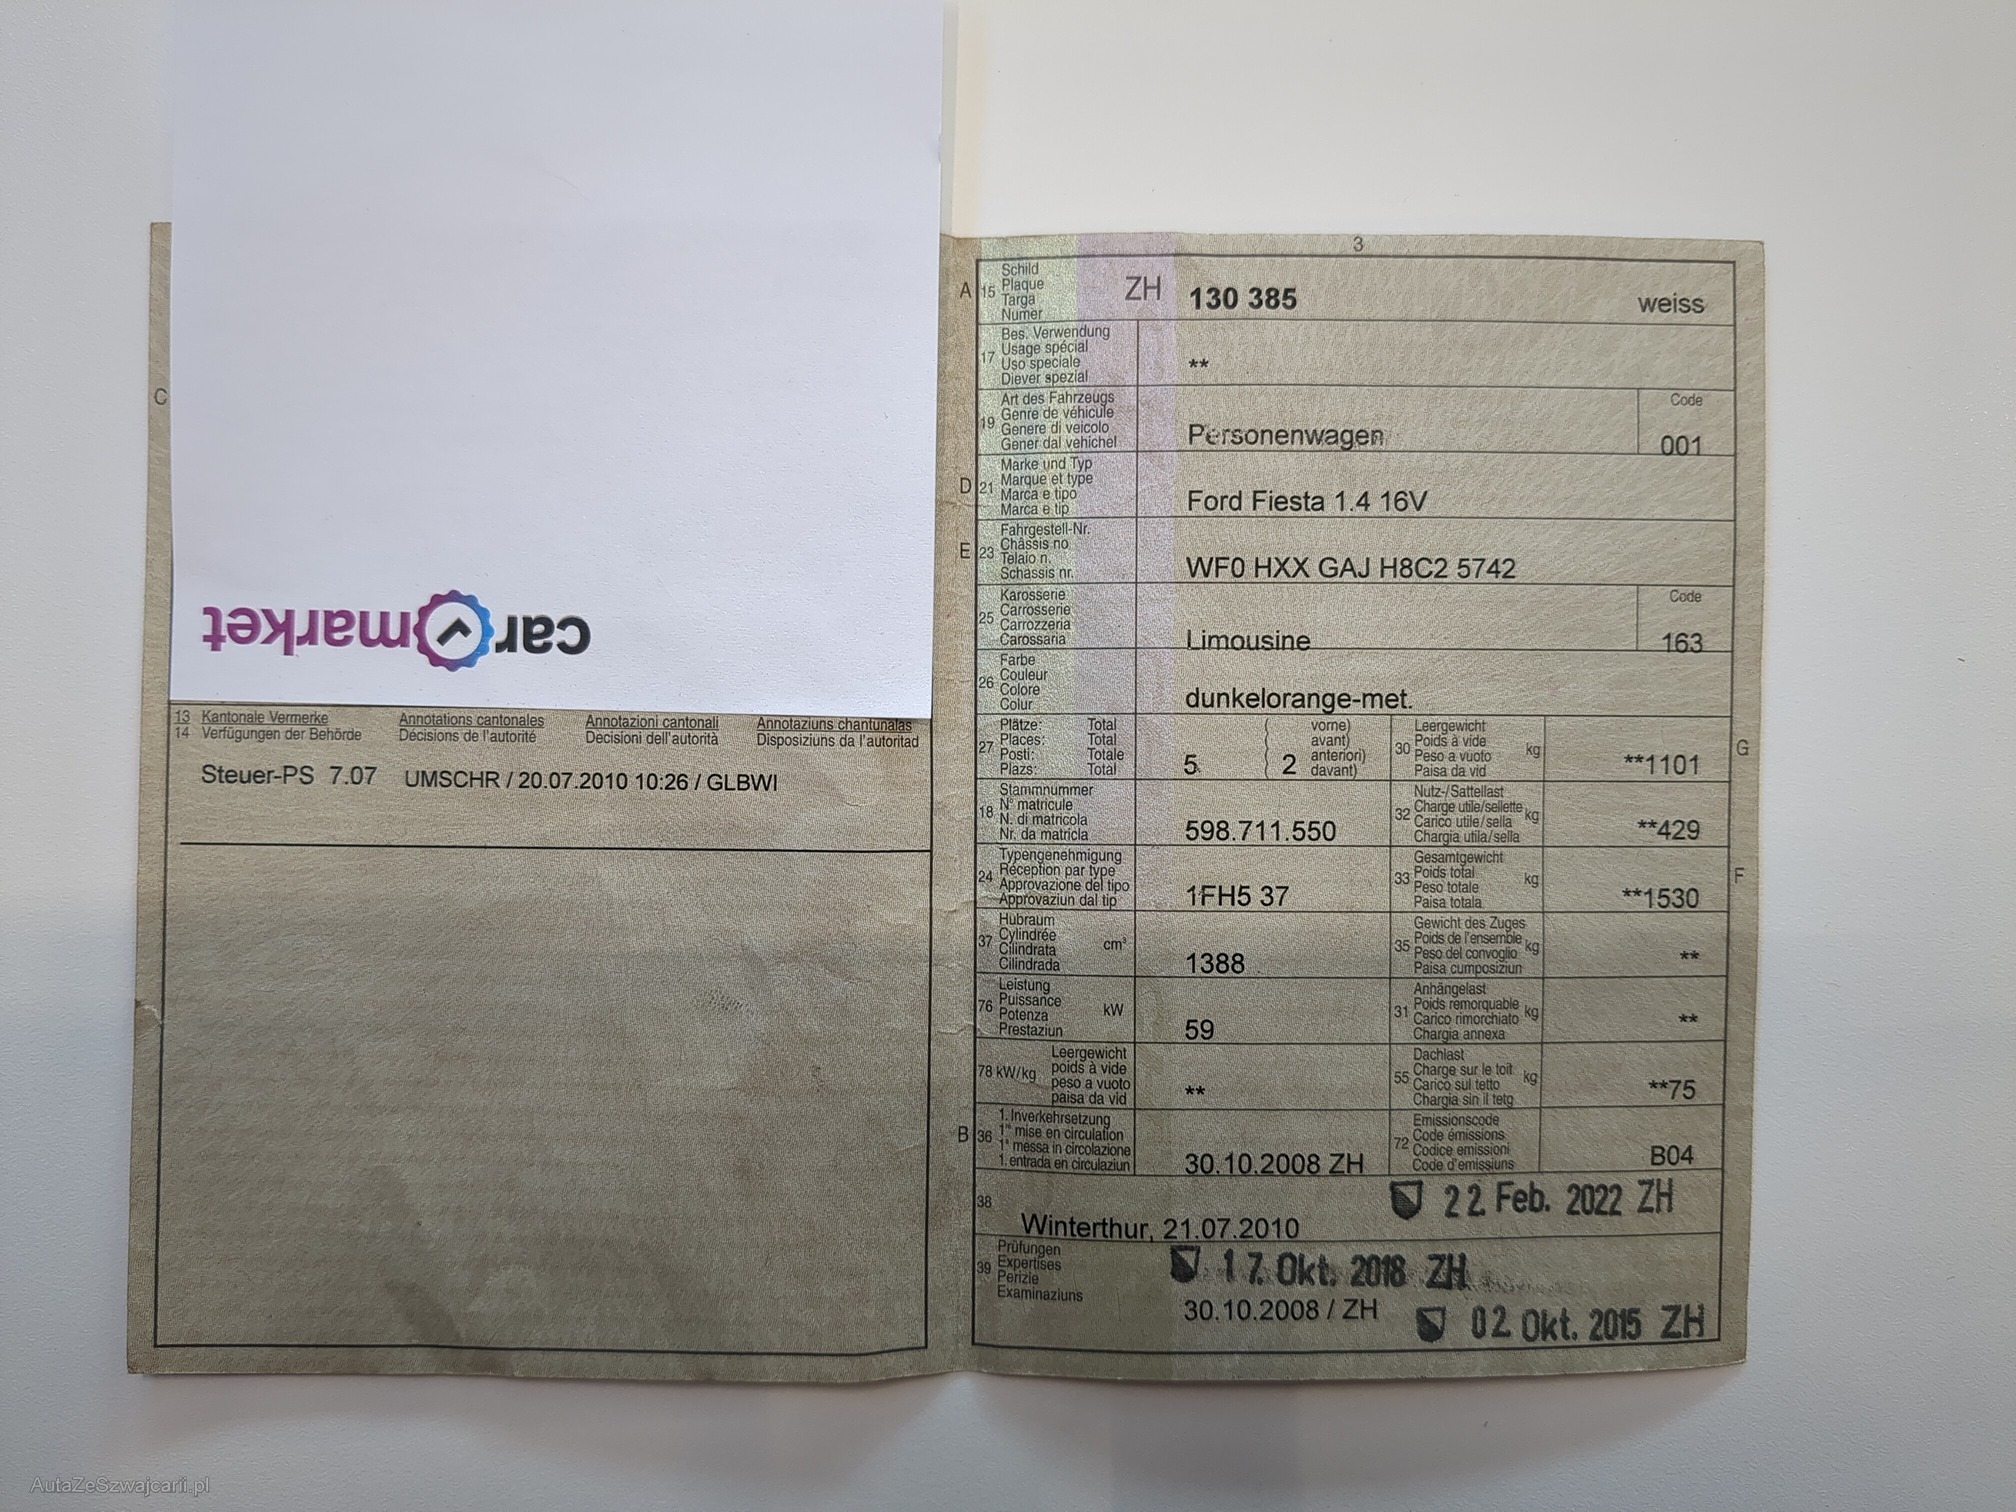 car market
C
13 Kantonale Vermerke Annotations cantonales Annotazioni cantonali Annotaziuns chantunalas
14 Verfügungen der Behörde Décisions de l'autorité Decisioni dell'autorità Disposiziuns da l'autoritad
Steuer-PS 7.07 UMSCHR / 20.07.2010 10:26 / GLBWI
3
A 15 Schild
Plaque
Targa
Numer
ZH 130 385 weiss
17 Bes. Verwendung
Usage spécial
Uso speciale
Diever spezial
**
19 Art des Fahrzeugs
Genre de véhicule
Genere di veicolo
Gener dal vehichel
Personenwagen
Code
001
D 21 Marke und Typ
Marque et type
Marca e tipo
Marca e tip
Ford Fiesta 1.4 16V
E 23 Fahrgestell-Nr.
Châssis no
Telaio n.
Schassis nr.
WF0 HXX GAJ H8C2 5742
25 Karosserie
Carrosserie
Carrozzeria
Carossaria
Limousine
Code
163
26 Farbe
Couleur
Colore
Colur
dunkelorange-met.
27 Plätze: Total
Places: Total
Posti: Totale
Plazs: Total
5 ( 2 vorne)
avant)
anteriori)
davant)
30 Leergewicht
Poids à vide
Peso a vuoto
Paisa da vid
kg
**1101
G
18 Stammnummer
N° matricule
N. di matricola
Nr. da matricla
598.711.550
32 Nutz-/Sattellast
Charge utile/sellette
Carico utile/sella
Chargia utila/sella
kg
**429
24 Typengenehmigung
Réception par type
Approvazione del tipo
Approvaziun dal tip
1FH5 37
33 Gesamtgewicht
Poids total
Peso totale
Paisa totala
kg
**1530
F
37 Hubraum
Cylindrée
Cilindrata
Cilindrada
cm³
1388
35 Gewicht des Zuges
Poids de l'ensemble
Peso del convoglio
Paisa cumposiziun
kg
**
76 Leistung
Puissance
Potenza
Prestaziun
kW
59
31 Anhängelast
Poids remorquable
Carico rimorchiato
Chargia annexa
kg
**
78 kW/kg Leergewicht
poids à vide
peso a vuoto
paisa da vid
**
55 Dachlast
Charge sur le toit
Carico sul tetto
Chargia sin il tetg
kg
**75
B 36 1. Inverkehrsetzung
1re mise en circulation
1a messa in circolazione
1. entrada en circulaziun
30.10.2008 ZH
72 Emissionscode
Code émissions
Codice emissioni
Code d'emissiuns
B04
38
Winterthur, 21.07.2010
22. Feb. 2022 ZH
39 Prüfungen
Expertises
Perizie
Examinaziuns
17. Okt. 2018 ZH
30.10.2008 / ZH
02. Okt. 2015 ZH
AutaZeSzwajcarii.pl